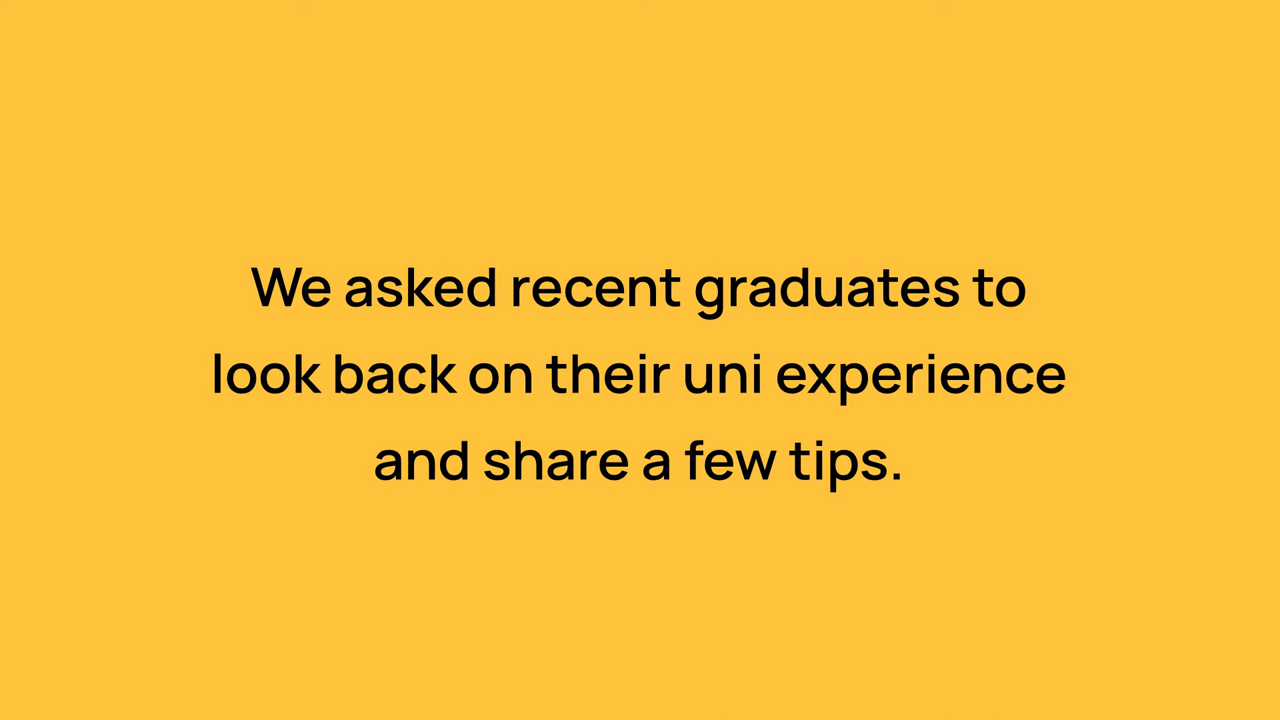 We asked recent graduates to
look back on their uni experience
and share a few tips.